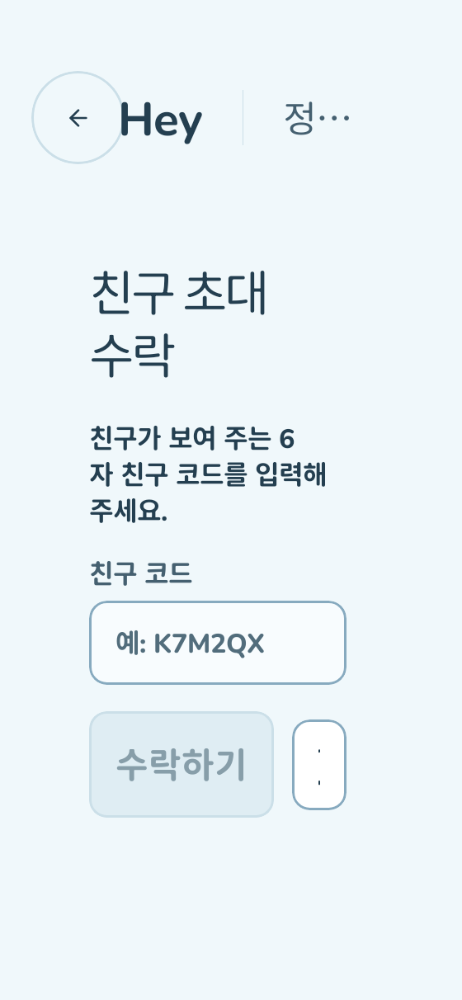 Hey
정…
친구 초대
수락
친구가 보여 주는 6
자 친구 코드를 입력해
주세요.
친구 코드
예: K7M2QX
수락하기